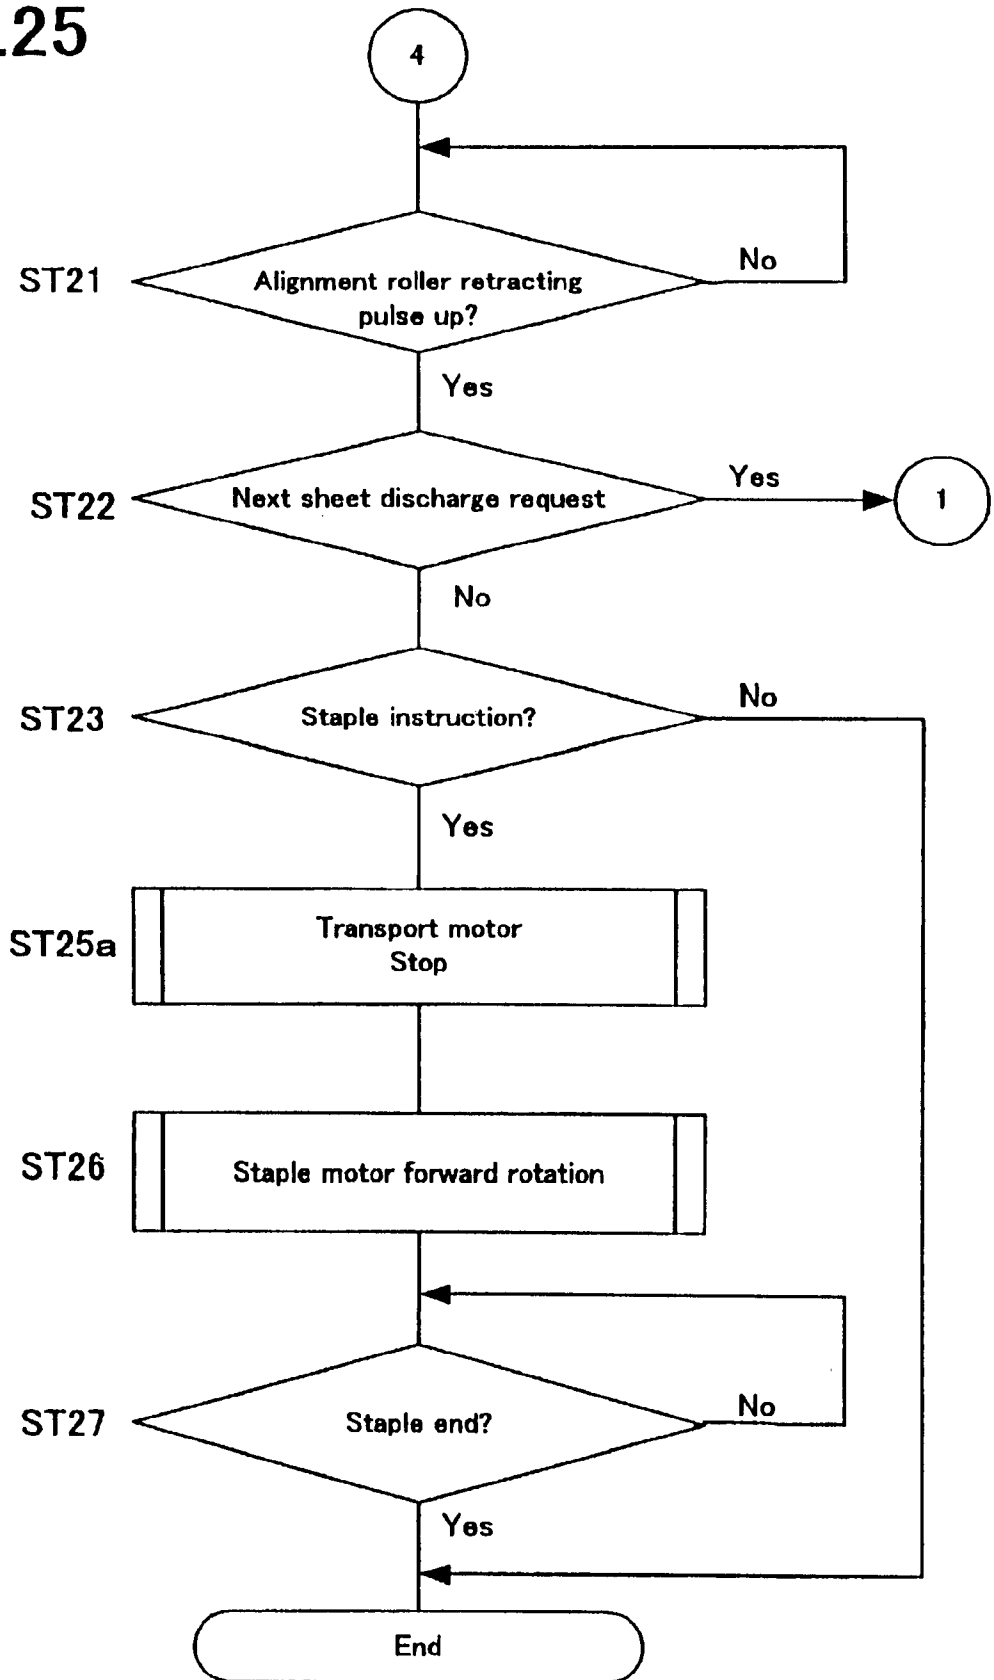 .25
4
No
ST21
Alignment roller retracting
pulse up?
Yes
ST22
Next sheet discharge request
Yes
1
No
ST23
Staple instruction?
No
Yes
ST25a
Transport motor
Stop
ST26
Staple motor forward rotation
ST27
Staple end?
No
Yes
End